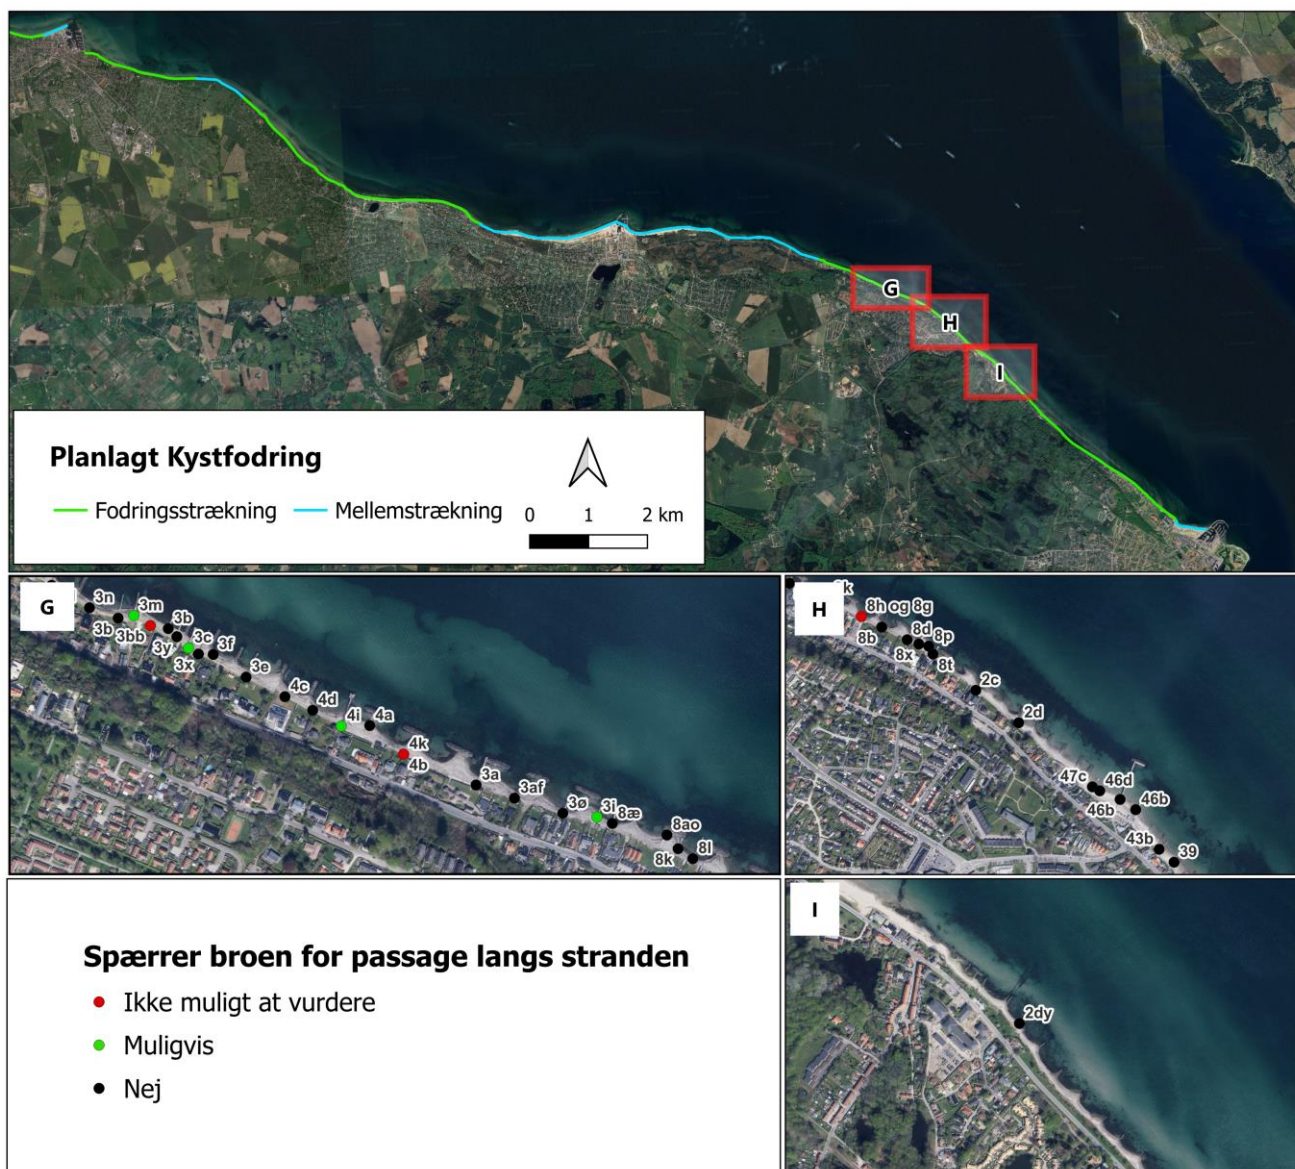 G
H
I
Planlagt Kystfodring
Fodringsstrækning
Mellemstrækning
0 1 2 km
G
3n
3m
3b
3bb
3b
3y
3c
3f
3x
3e
4c
4d
4i
4a
4k
4b
3a
3af
3ø
3i
8æ
8ao
8k
8l
H
8h og 8g
8b
8d
8p
8x
8t
2c
2d
47c
46d
46b
46b
43b
39
I
2dy
Spærrer broen for passage langs stranden
Ikke muligt at vurdere
Muligvis
Nej